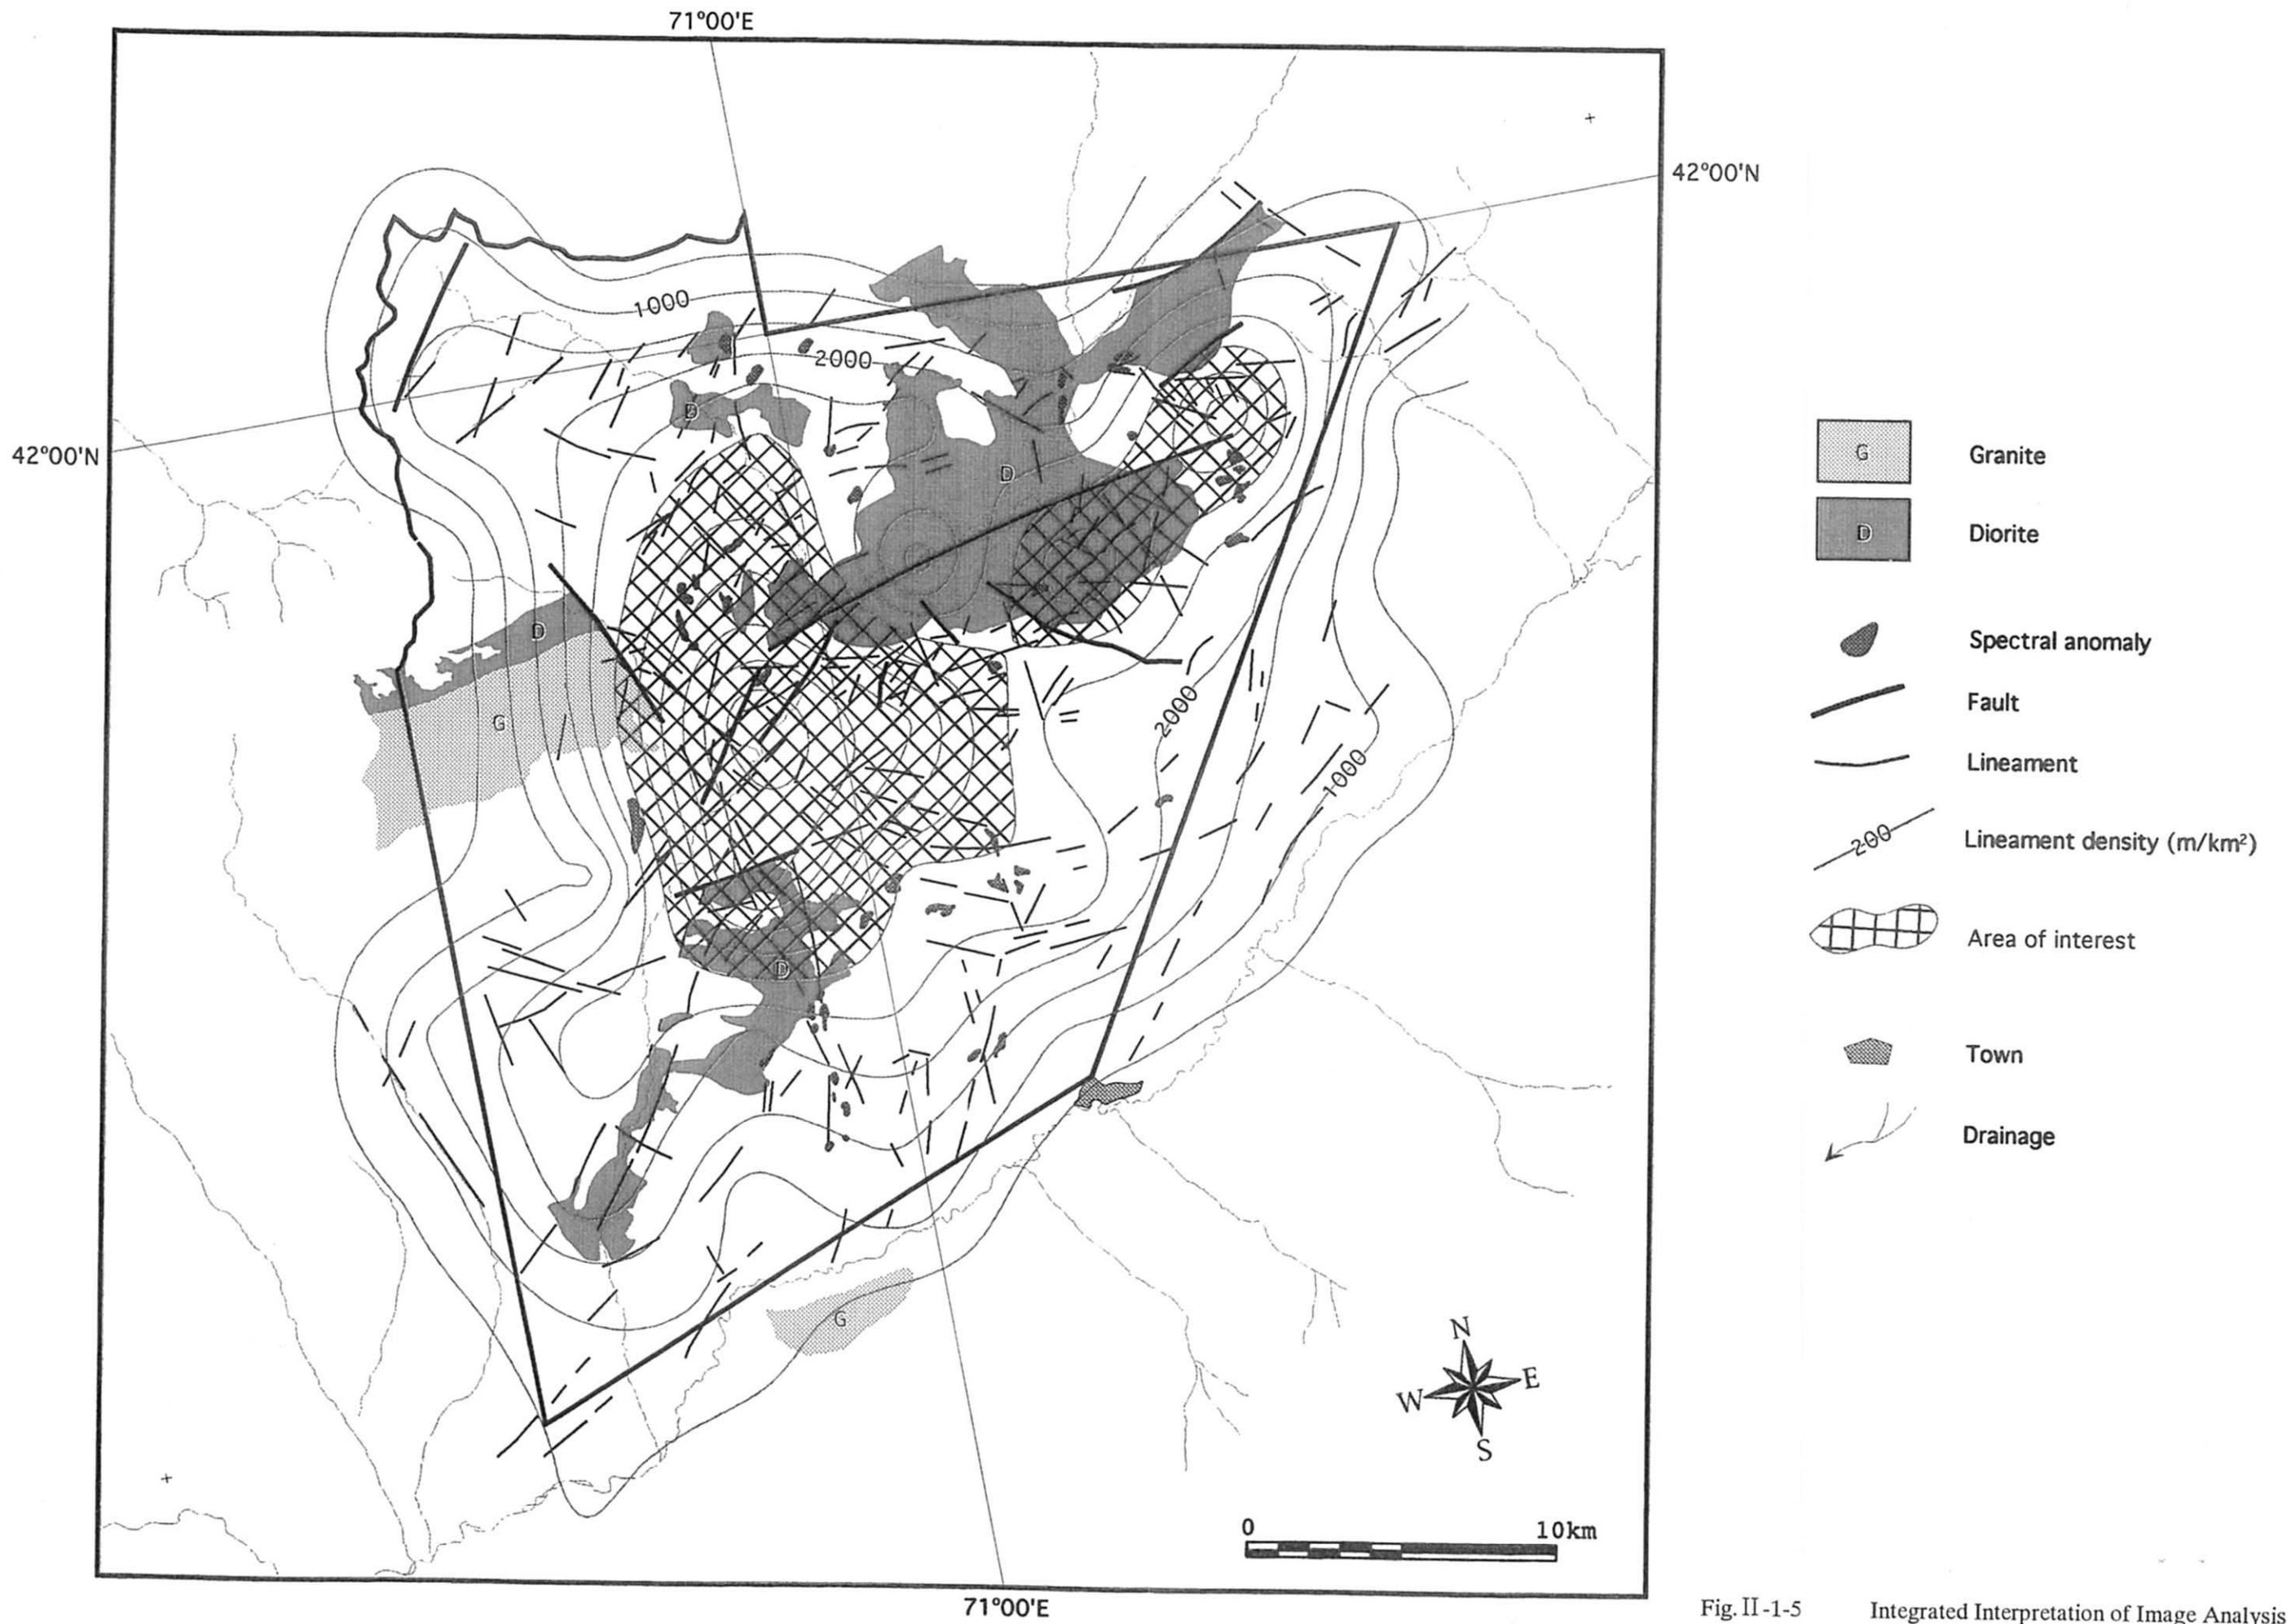 71°00'E
42°00'N
1000
2000
42°00'N
D
D
D
G
2000
1000
D
G
N
W E
S
0 10km
71°00'E
G Granite
D Diorite
Spectral anomaly
Fault
Lineament
200 Lineament density (m/km²)
Area of interest
Town
Drainage
Fig. II-1-5 Integrated Interpretation of Image Analysis